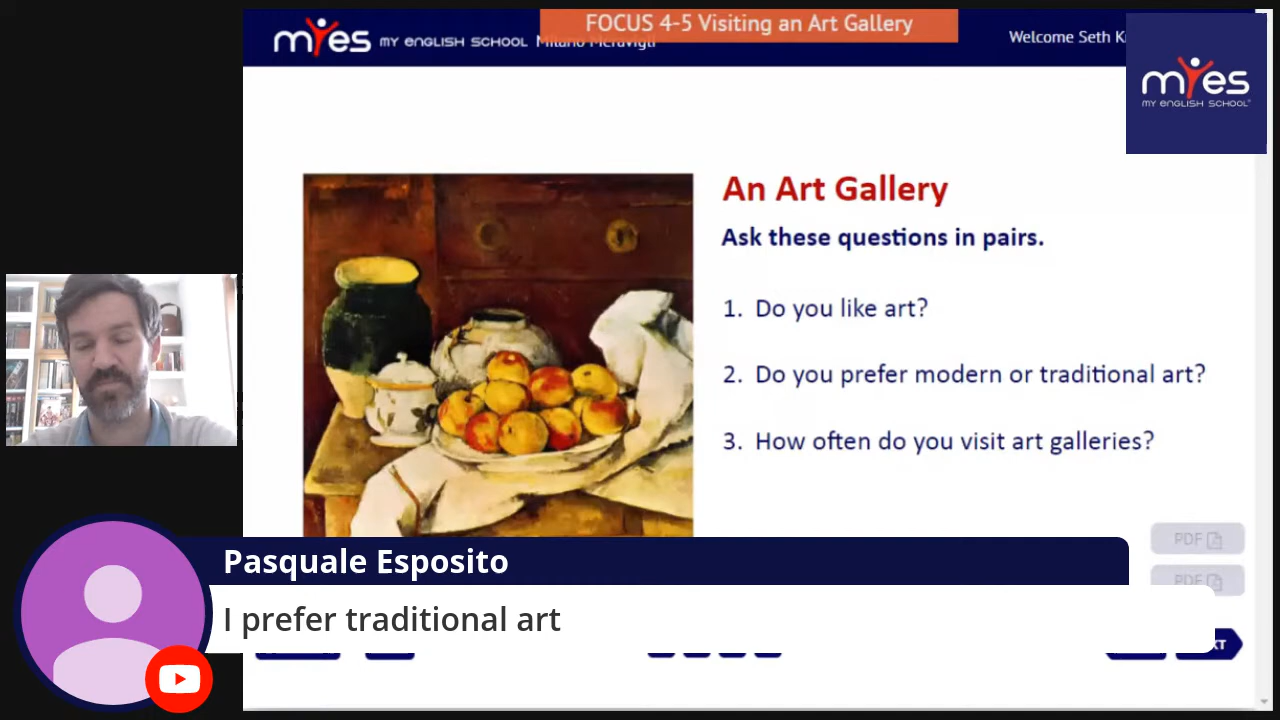 FOCUS 4-5 Visiting an Art Gallery
myes MY ENGLISH SCHOOL Milano Meravigli
Welcome Seth
myes
MY ENGLISH SCHOOL
An Art Gallery
Ask these questions in pairs.
1. Do you like art?
2. Do you prefer modern or traditional art?
3. How often do you visit art galleries?
PDF
PDF
Pasquale Esposito
I prefer traditional art